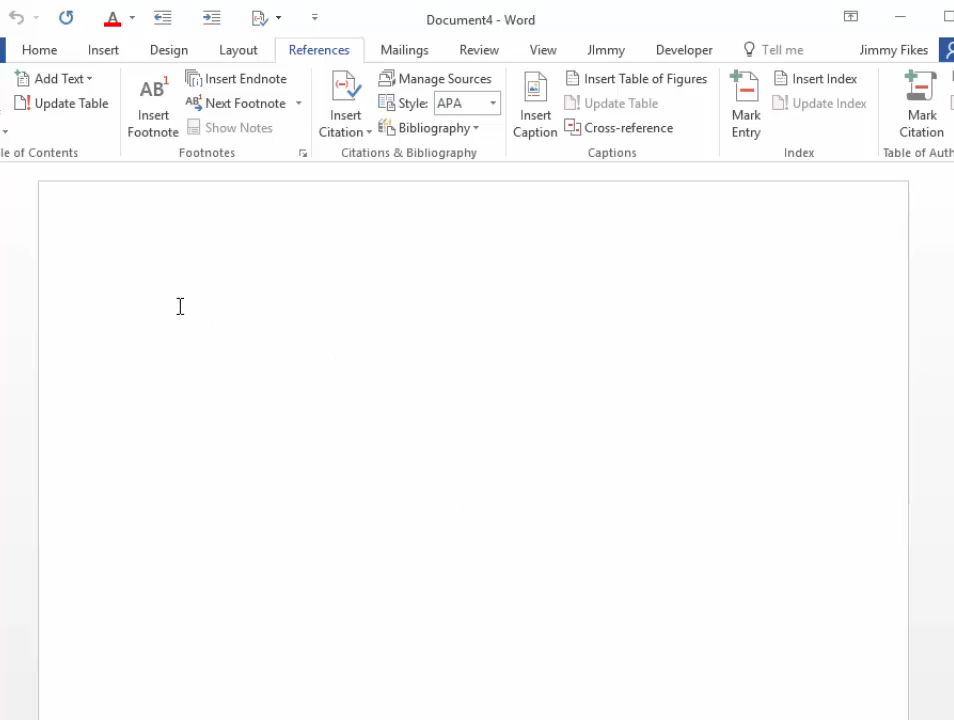 Document4 - Word
Home Insert Design Layout References Mailings Review View JImmy Developer Tell me Jimmy Fikes
Add Text Insert Endnote Manage Sources Insert Table of Figures Insert Index
Update Table Next Footnote Style: APA Update Table Update Index
Insert Footnote Show Notes Insert Citation Bibliography Insert Caption Cross-reference Mark Entry Mark Citation
le of Contents Footnotes Citations & Bibliography Captions Index Table of Auth